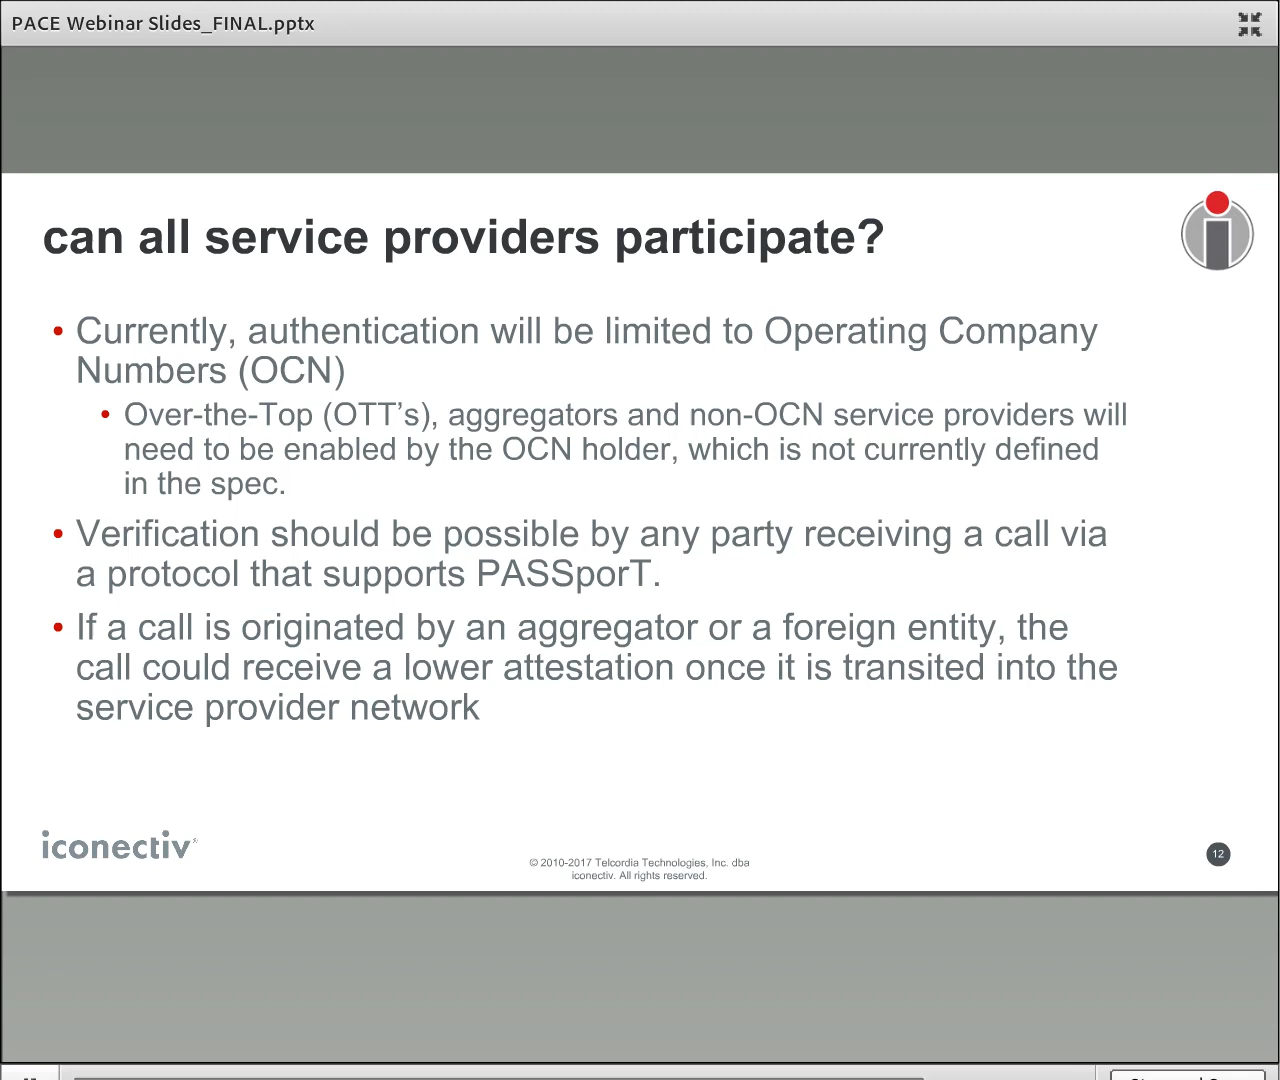 PACE Webinar Slides_FINAL.pptx
can all service providers participate?
• Currently, authentication will be limited to Operating Company
Numbers (OCN)
• Over-the-Top (OTT’s), aggregators and non-OCN service providers will
need to be enabled by the OCN holder, which is not currently defined
in the spec.
• Verification should be possible by any party receiving a call via
a protocol that supports PASSporT.
• If a call is originated by an aggregator or a foreign entity, the
call could receive a lower attestation once it is transited into the
service provider network
iconectiv
© 2010-2017 Telcordia Technologies, Inc. dba
iconectiv. All rights reserved.
12